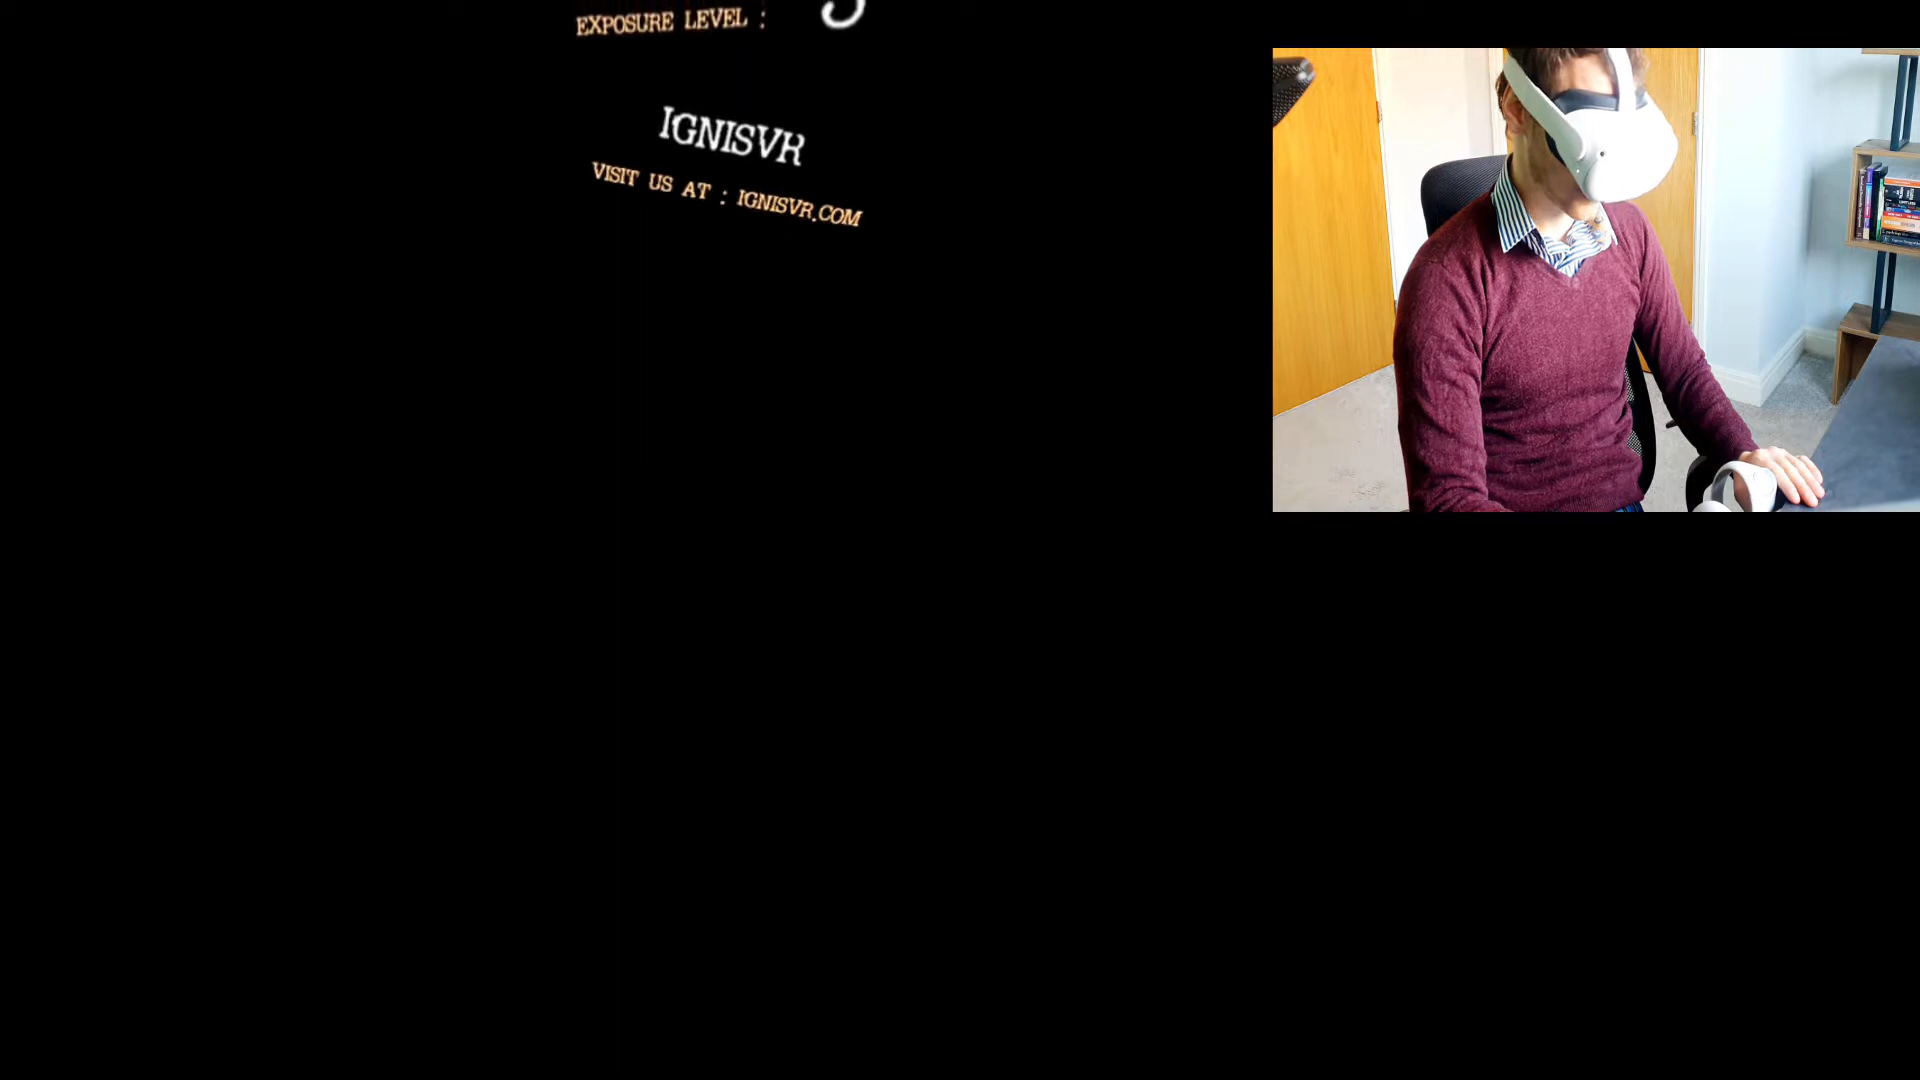 EXPOSURE LEVEL :
IGNISVR
VISIT US AT : IGNISVR.COM